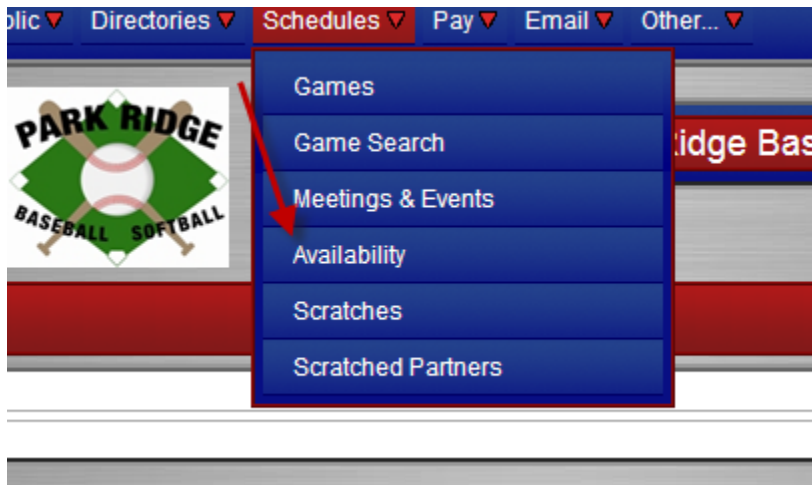 Directories Schedules Pay Email Other...
Games
PARK RIDGE
Game Search
Meetings & Events
BASEBALL SOFTBALL
Availability
Scratches
Scratched Partners